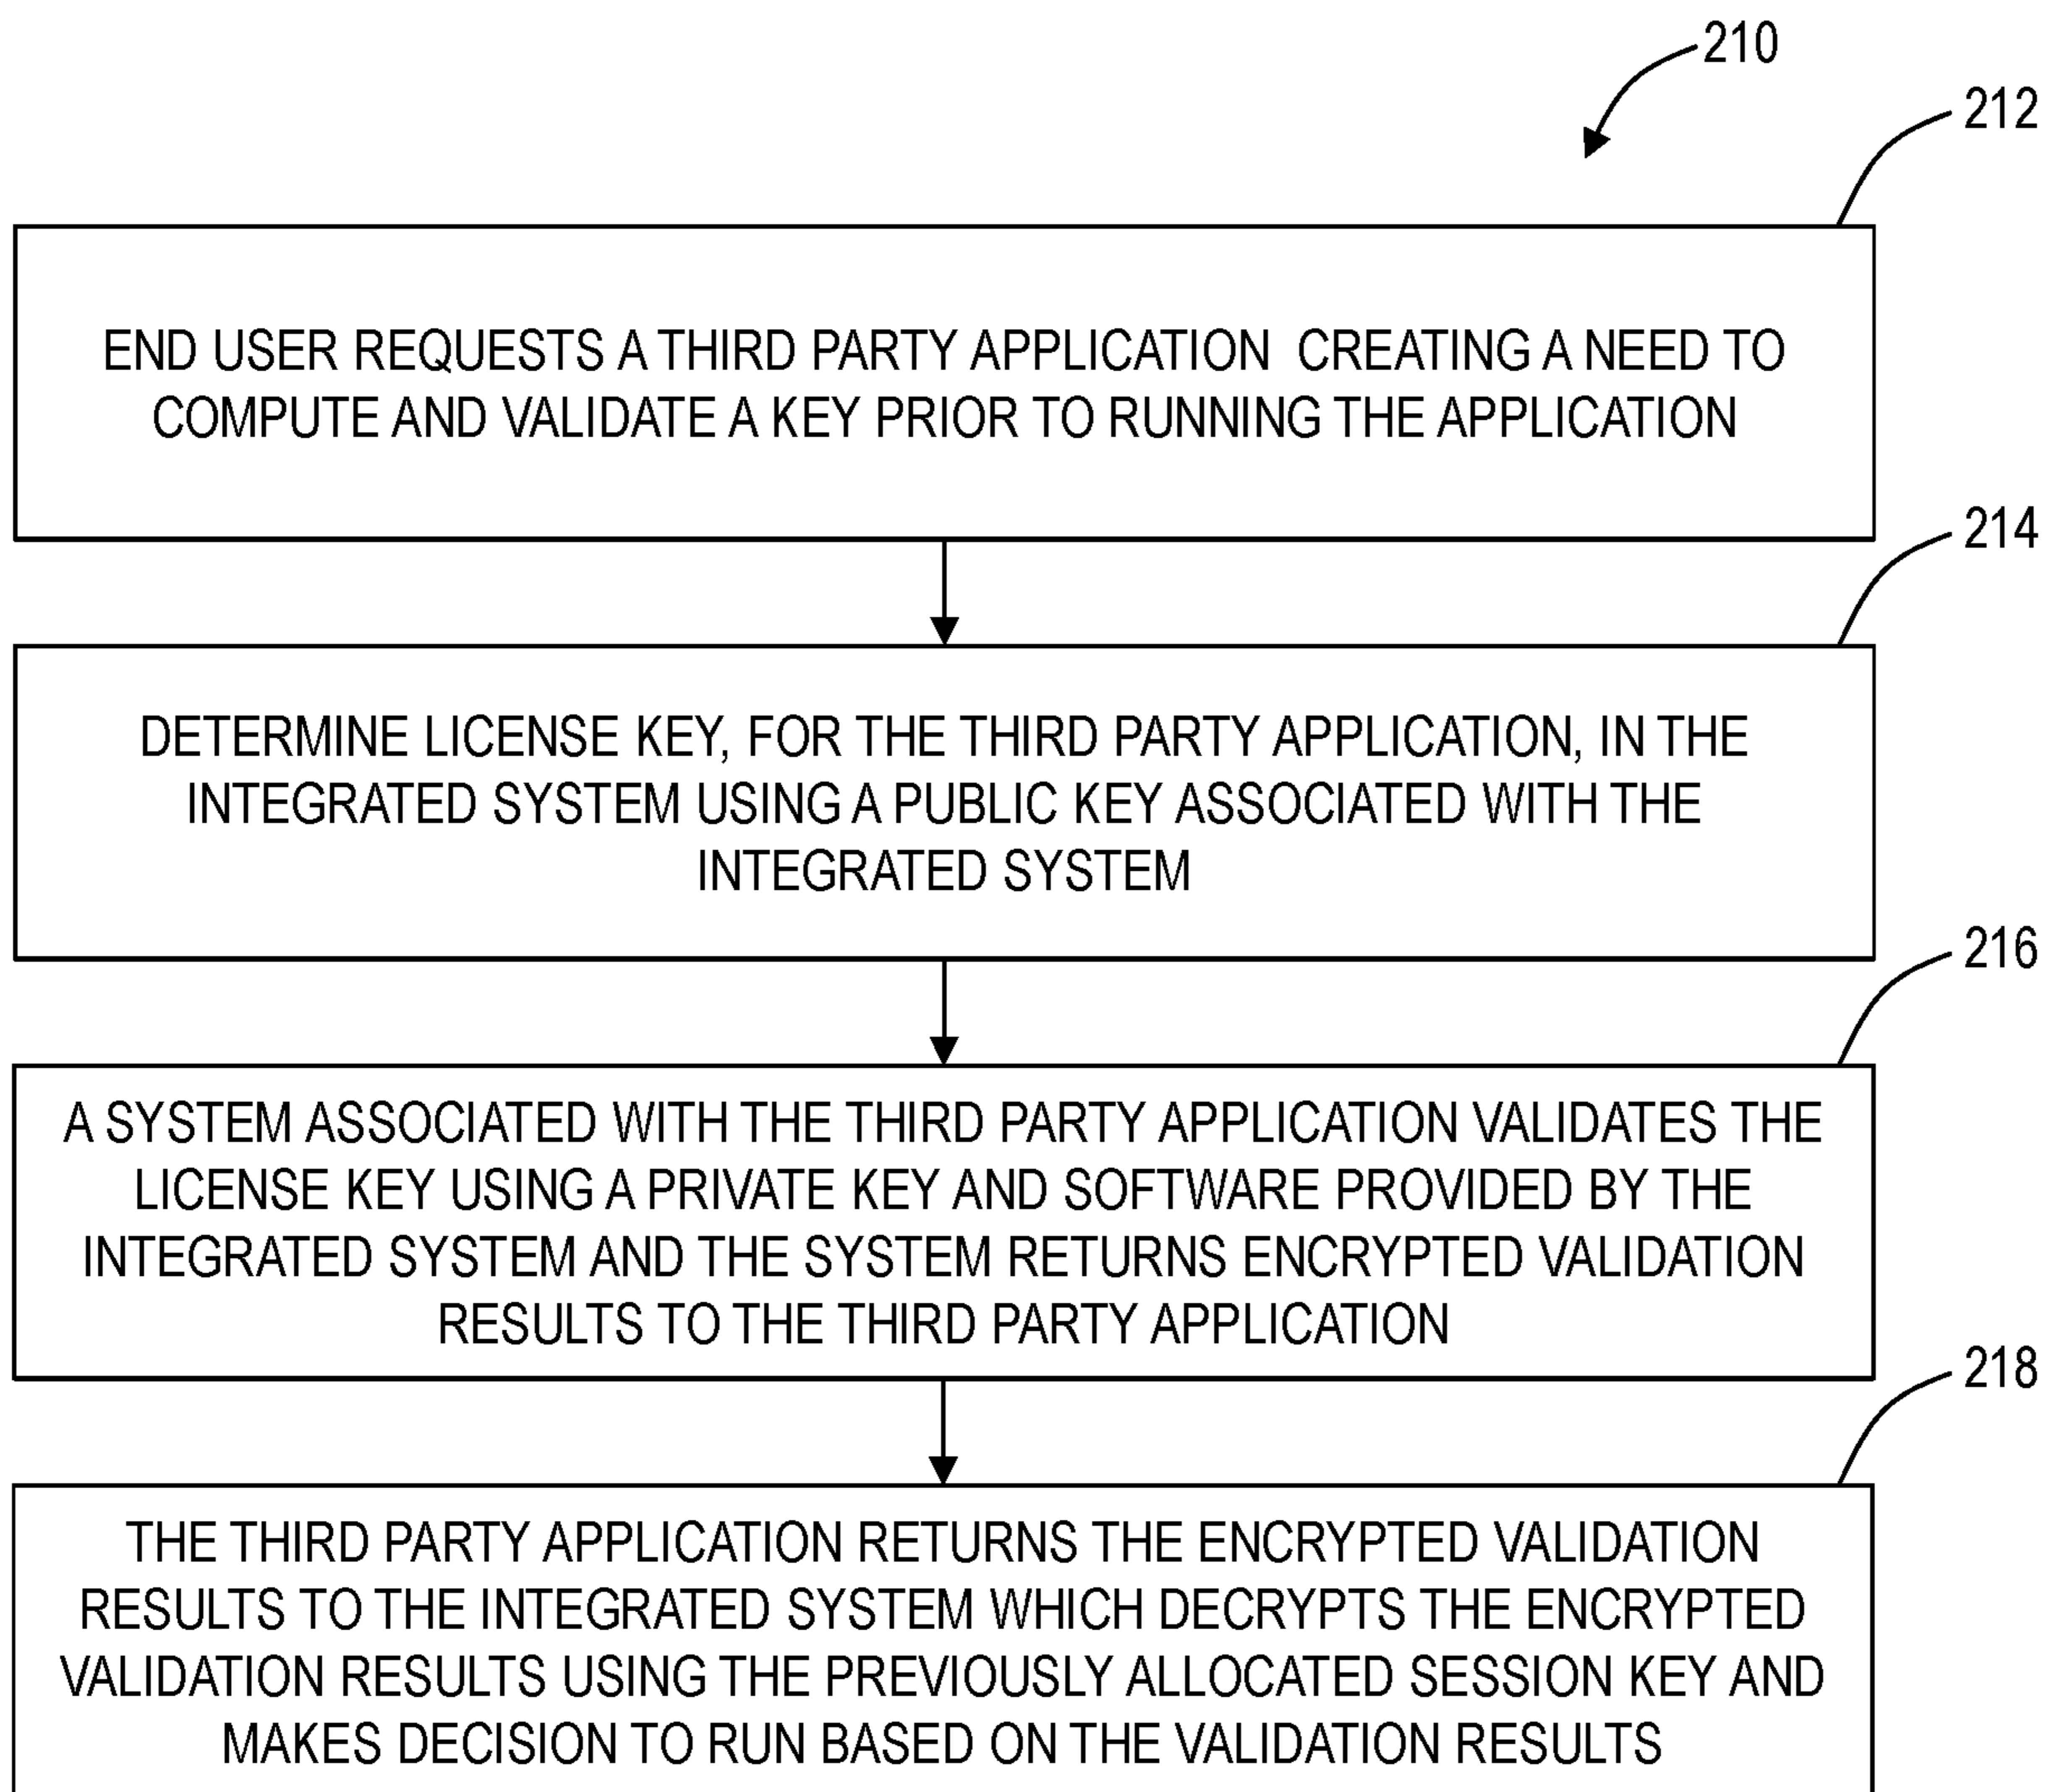 210
212
END USER REQUESTS A THIRD PARTY APPLICATION CREATING A NEED TO
COMPUTE AND VALIDATE A KEY PRIOR TO RUNNING THE APPLICATION
214
DETERMINE LICENSE KEY, FOR THE THIRD PARTY APPLICATION, IN THE
INTEGRATED SYSTEM USING A PUBLIC KEY ASSOCIATED WITH THE
INTEGRATED SYSTEM
216
A SYSTEM ASSOCIATED WITH THE THIRD PARTY APPLICATION VALIDATES THE
LICENSE KEY USING A PRIVATE KEY AND SOFTWARE PROVIDED BY THE
INTEGRATED SYSTEM AND THE SYSTEM RETURNS ENCRYPTED VALIDATION
RESULTS TO THE THIRD PARTY APPLICATION
218
THE THIRD PARTY APPLICATION RETURNS THE ENCRYPTED VALIDATION
RESULTS TO THE INTEGRATED SYSTEM WHICH DECRYPTS THE ENCRYPTED
VALIDATION RESULTS USING THE PREVIOUSLY ALLOCATED SESSION KEY AND
MAKES DECISION TO RUN BASED ON THE VALIDATION RESULTS